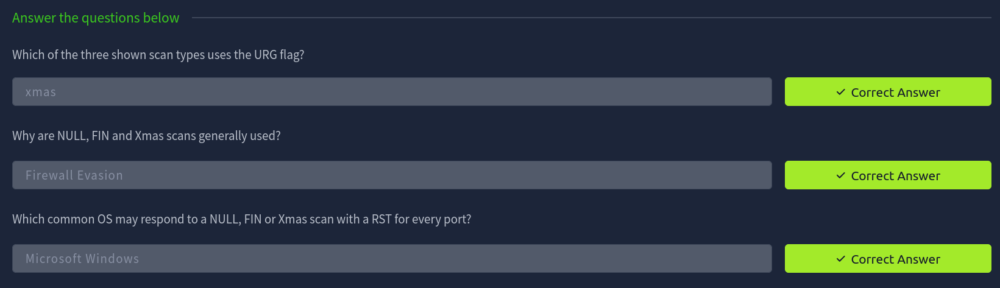 Answer the questions below
Which of the three shown scan types uses the URG flag?
xmas
Correct Answer
Why are NULL, FIN and Xmas scans generally used?
Firewall Evasion
Correct Answer
Which common OS may respond to a NULL, FIN or Xmas scan with a RST for every port?
Microsoft Windows
Correct Answer